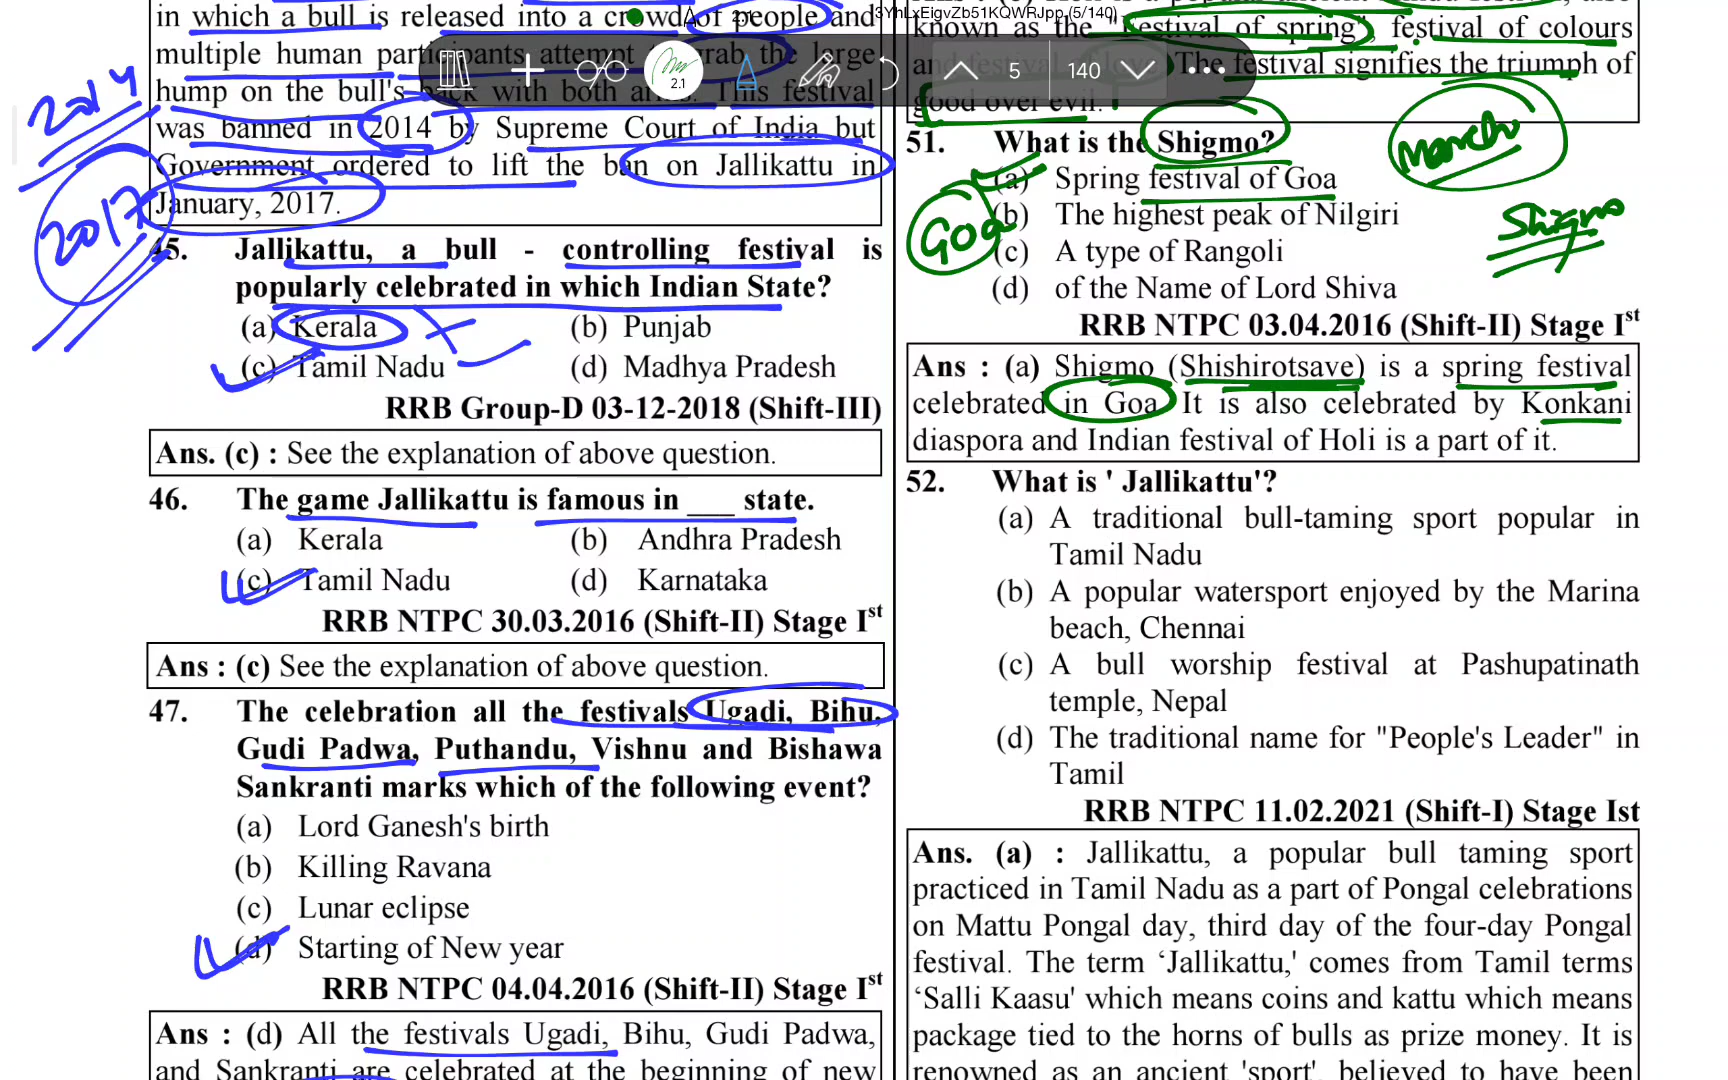 in which a bull is released into a crowd of people and
multiple human participants attempt to grab the large
hump on the bull's back with both arms. This festival
was banned in 2014 by Supreme Court of India but
Government ordered to lift the ban on Jallikattu in
January, 2017.
2014
2017
45. Jallikattu, a bull - controlling festival is
popularly celebrated in which Indian State?
(a) Kerala (b) Punjab
(c) Tamil Nadu (d) Madhya Pradesh
RRB Group-D 03-12-2018 (Shift-III)
Ans. (c) : See the explanation of above question.
46. The game Jallikattu is famous in ___ state.
(a) Kerala (b) Andhra Pradesh
(c) Tamil Nadu (d) Karnataka
RRB NTPC 30.03.2016 (Shift-II) Stage Ist
Ans : (c) See the explanation of above question.
47. The celebration all the festivals Ugadi, Bihu,
Gudi Padwa, Puthandu, Vishnu and Bishawa
Sankranti marks which of the following event?
(a) Lord Ganesh's birth
(b) Killing Ravana
(c) Lunar eclipse
(d) Starting of New year
RRB NTPC 04.04.2016 (Shift-II) Stage Ist
Ans : (d) All the festivals Ugadi, Bihu, Gudi Padwa,
and Sankranti are celebrated at the beginning of new
2.1
5 140
(5/140)
known as the "festival of spring", festival of colours
The festival signifies the triumph of
good over evil.
51. What is the Shigmo?
(a) Spring festival of Goa
(b) The highest peak of Nilgiri
(c) A type of Rangoli
(d) of the Name of Lord Shiva
March
Shigmo
Goa
RRB NTPC 03.04.2016 (Shift-II) Stage Ist
Ans : (a) Shigmo (Shishirotsave) is a spring festival
celebrated in Goa. It is also celebrated by Konkani
diaspora and Indian festival of Holi is a part of it.
52. What is ' Jallikattu'?
(a) A traditional bull-taming sport popular in
Tamil Nadu
(b) A popular watersport enjoyed by the Marina
beach, Chennai
(c) A bull worship festival at Pashupatinath
temple, Nepal
(d) The traditional name for "People's Leader" in
Tamil
RRB NTPC 11.02.2021 (Shift-I) Stage Ist
Ans. (a) : Jallikattu, a popular bull taming sport
practiced in Tamil Nadu as a part of Pongal celebrations
on Mattu Pongal day, third day of the four-day Pongal
festival. The term ‘Jallikattu,' comes from Tamil terms
‘Salli Kaasu' which means coins and kattu which means
package tied to the horns of bulls as prize money. It is
renowned as an ancient 'sport', believed to have been